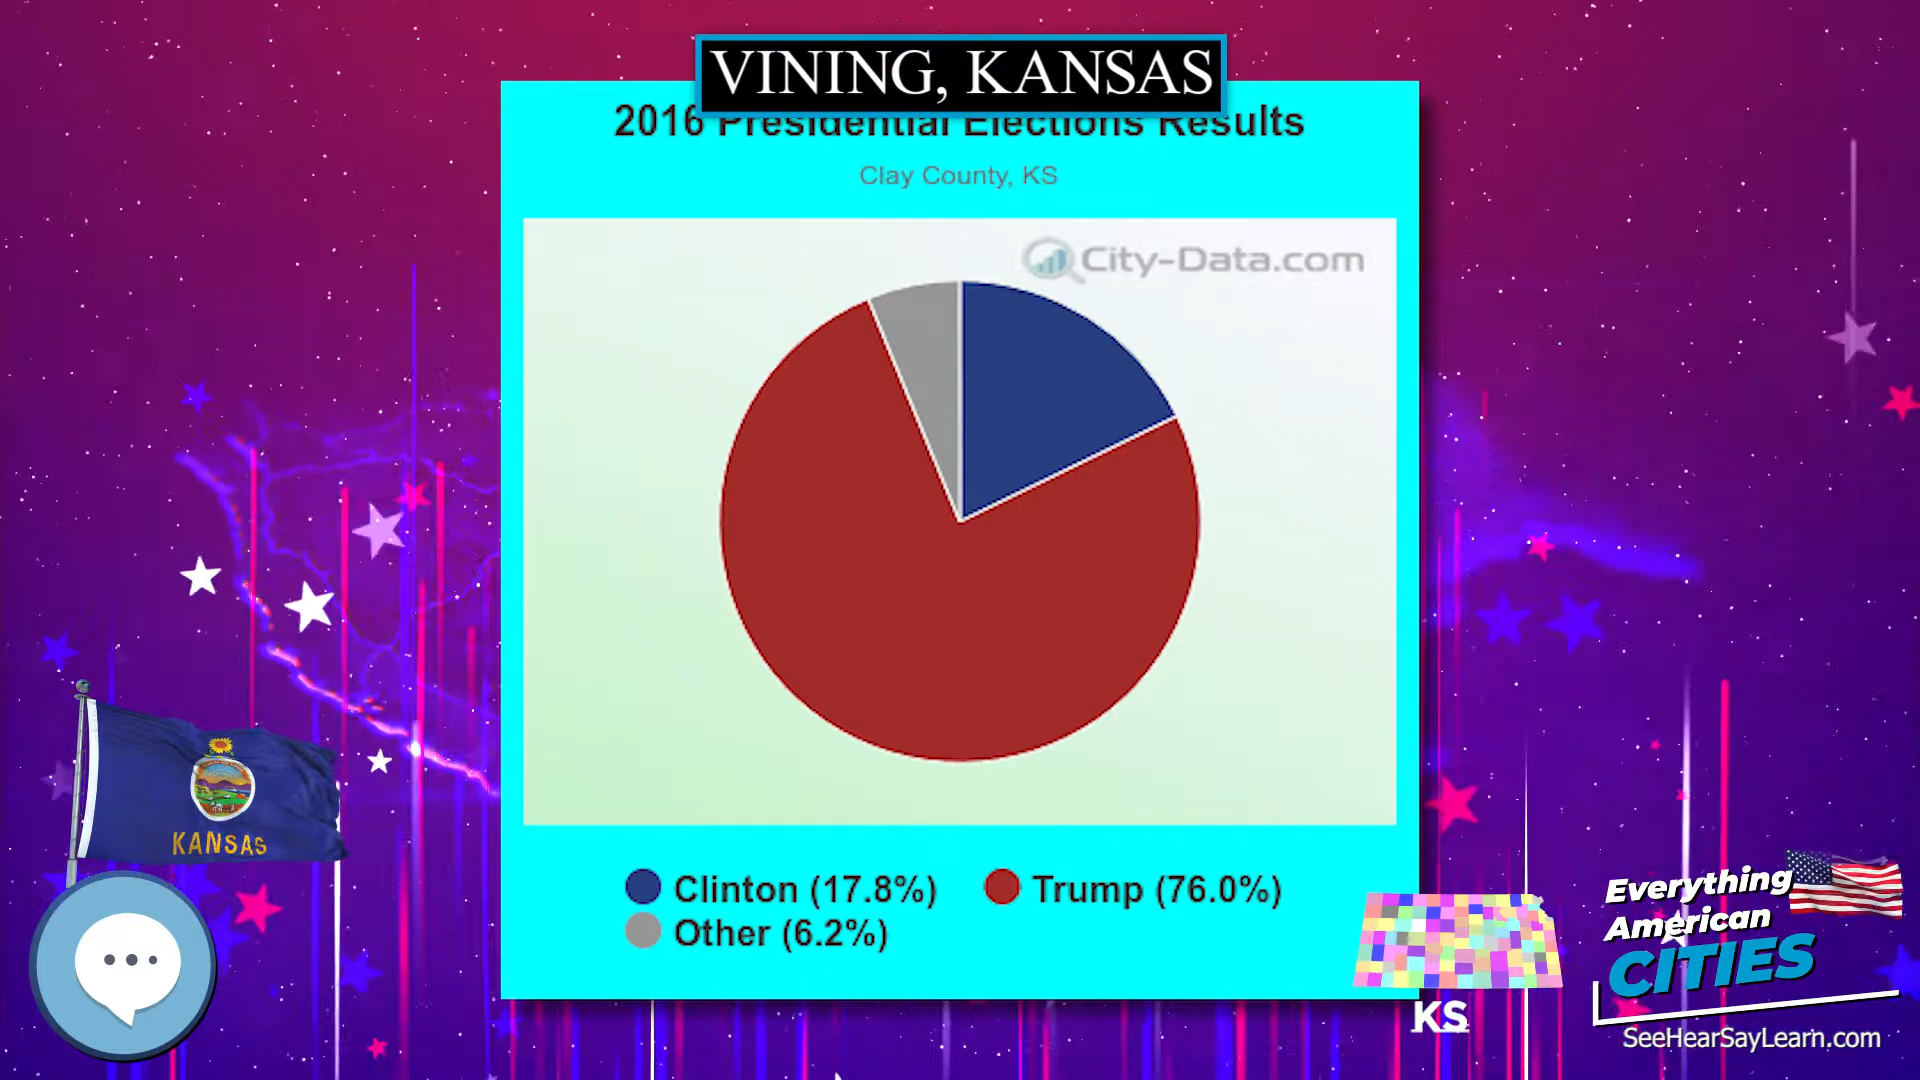 VINING, KANSAS
2016 Presidential Elections Results
Clay County, KS
City-Data.com
Clinton (17.8%)
Trump (76.0%)
Other (6.2%)
KANSAS
KS
Everything
American
CITIES
SeeHearSayLearn.com